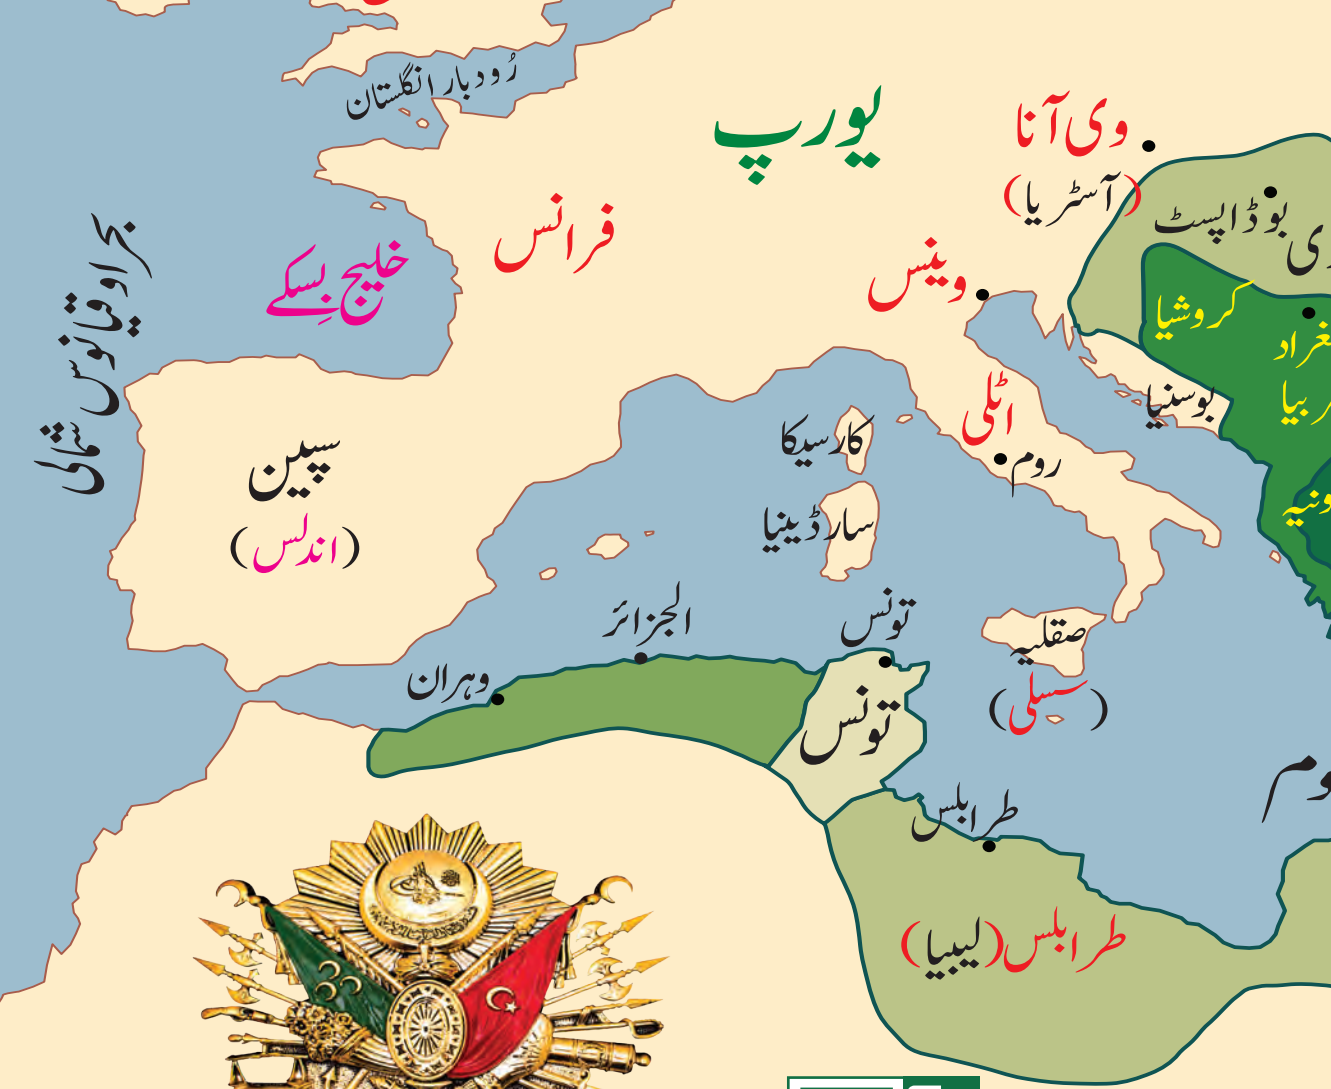 رُودبار انگلستان
یورپ
وی آنا
(آسٹریا)
بوڈاپسٹ
فرانس
خلیج بسکے
بحر اوقیانوس شمالی
وینس
کروشیا
بوسنیا
اٹلی
روم
کارسیکا
سارڈینیا
سپین
(اندلس)
الجزائر
وہران
تونس
تونس
صقلیہ
(سسلی)
طرابلس
طرابلس (لیبیا)